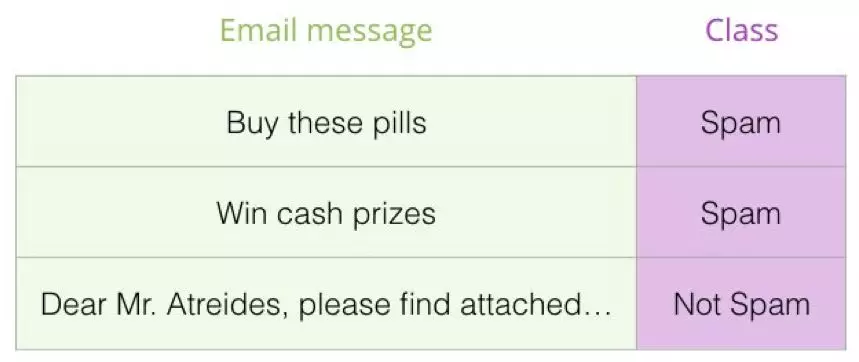 Email message Class
Buy these pills Spam
Win cash prizes Spam
Dear Mr. Atreides, please find attached... Not Spam